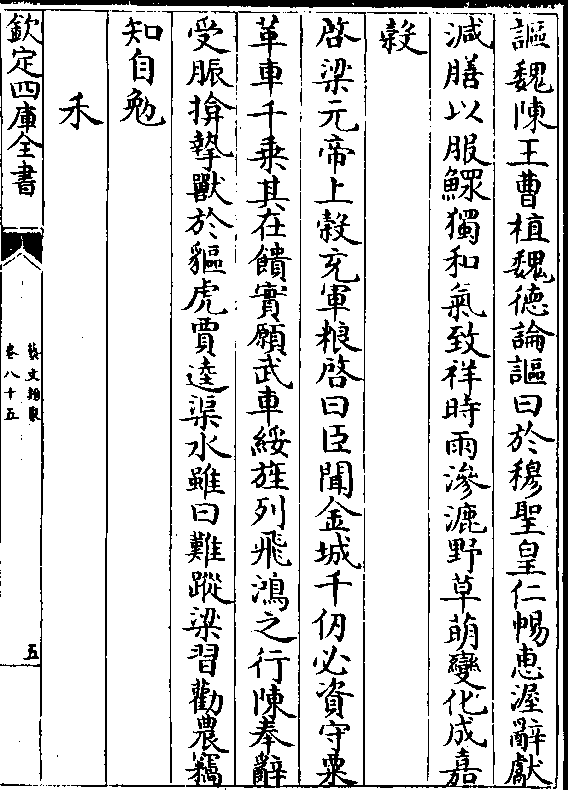 謳魏陳王曹植魏德論謳曰於穆聖皇仁暢惠渥辭獻
減膳以服鰥獨和氣致祥時雨滲漉野草萌變化成嘉
穀
啓梁元帝上穀充軍粮啓曰臣聞金城千仞必資守粟
革車千乘其在饋實願武車綏旌列飛鴻之行陳奉辭
受脤揜摯獸於貙虎賈逵渠水雖曰難蹤梁習勸農竊
知自勉
禾
欽定四庫全書
藝文類聚
卷八十五
五